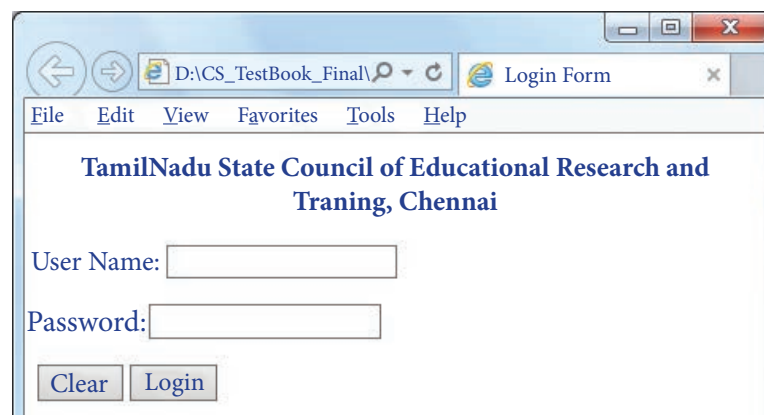 X
D:\CS_TestBook_Final\ Login Form X
File Edit View Favorites Tools Help
TamilNadu State Council of Educational Research and
Traning, Chennai
User Name:
Password:
Clear Login